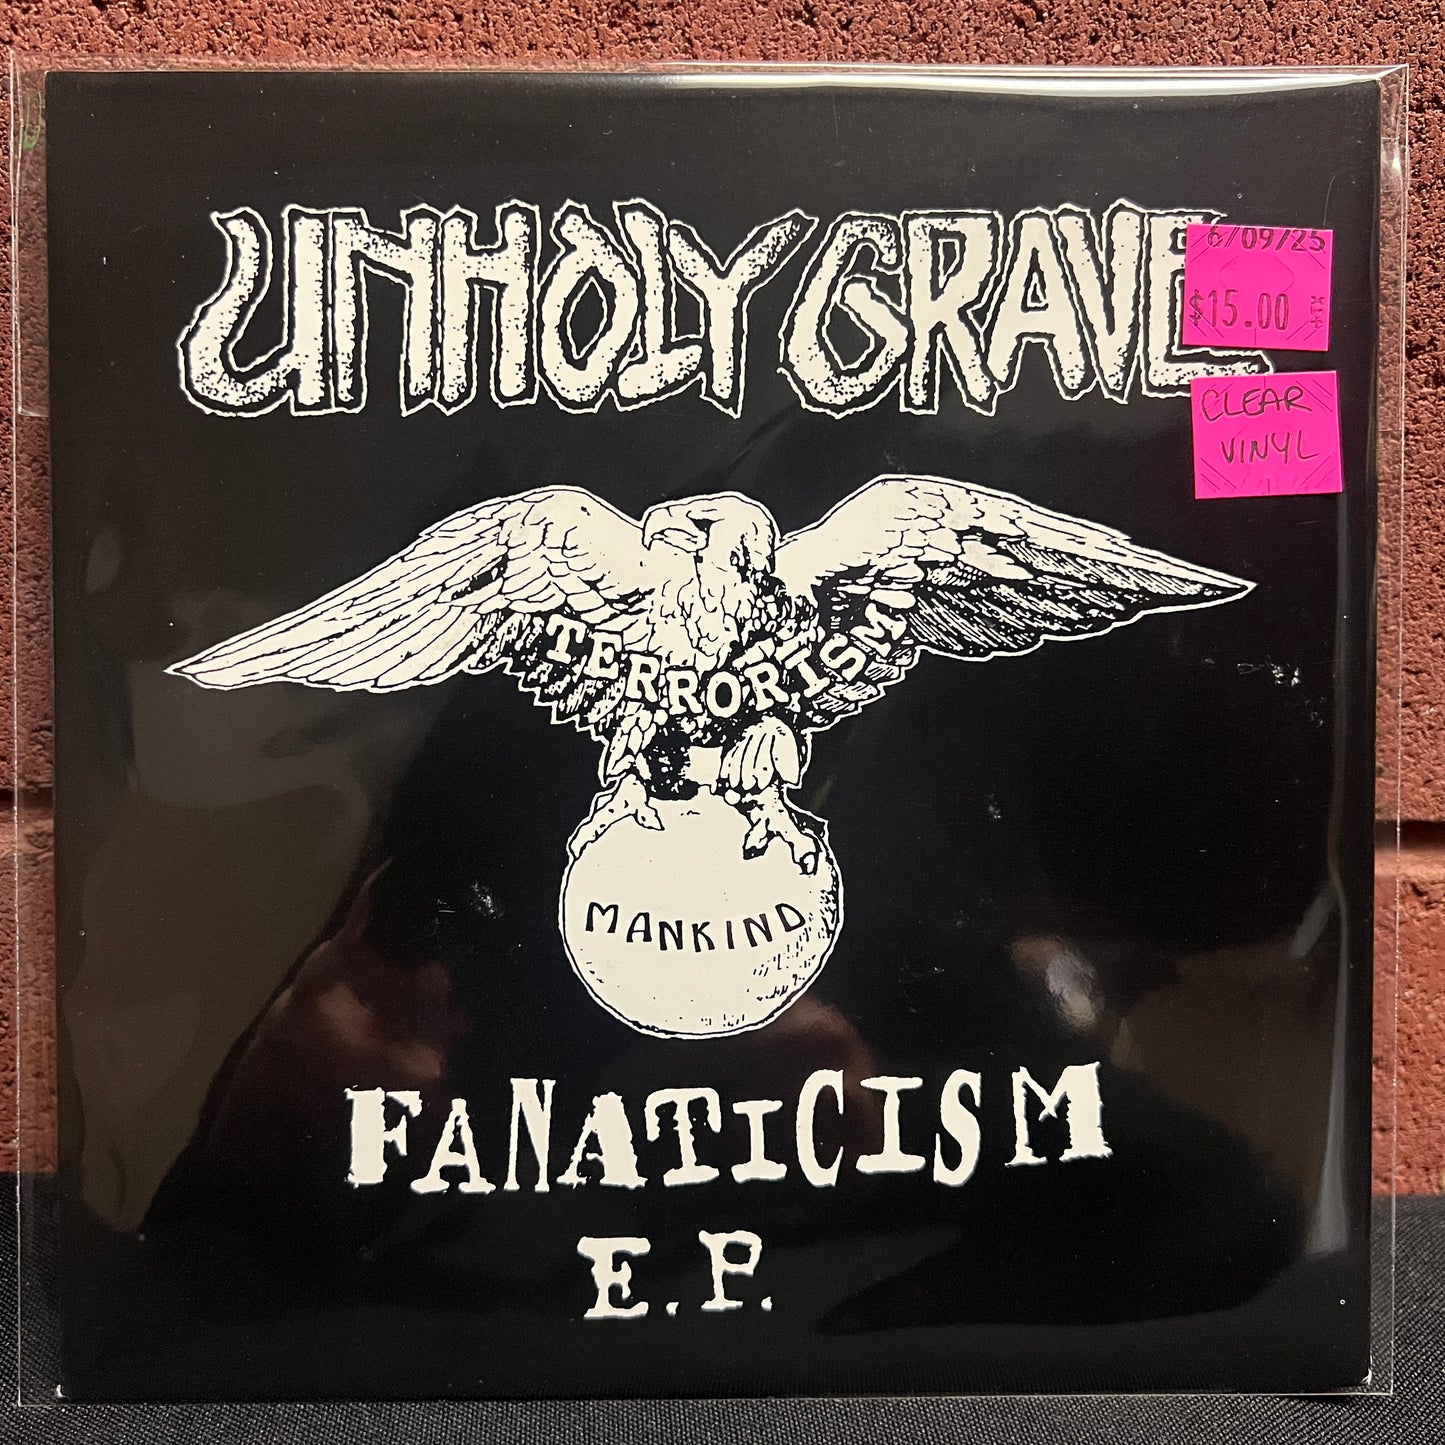 UNHOLY GRAVE
6/09/25
$15.00
CLEAR
VINYL
TERRORISM
MANKIND
FANATICISM
E.P.